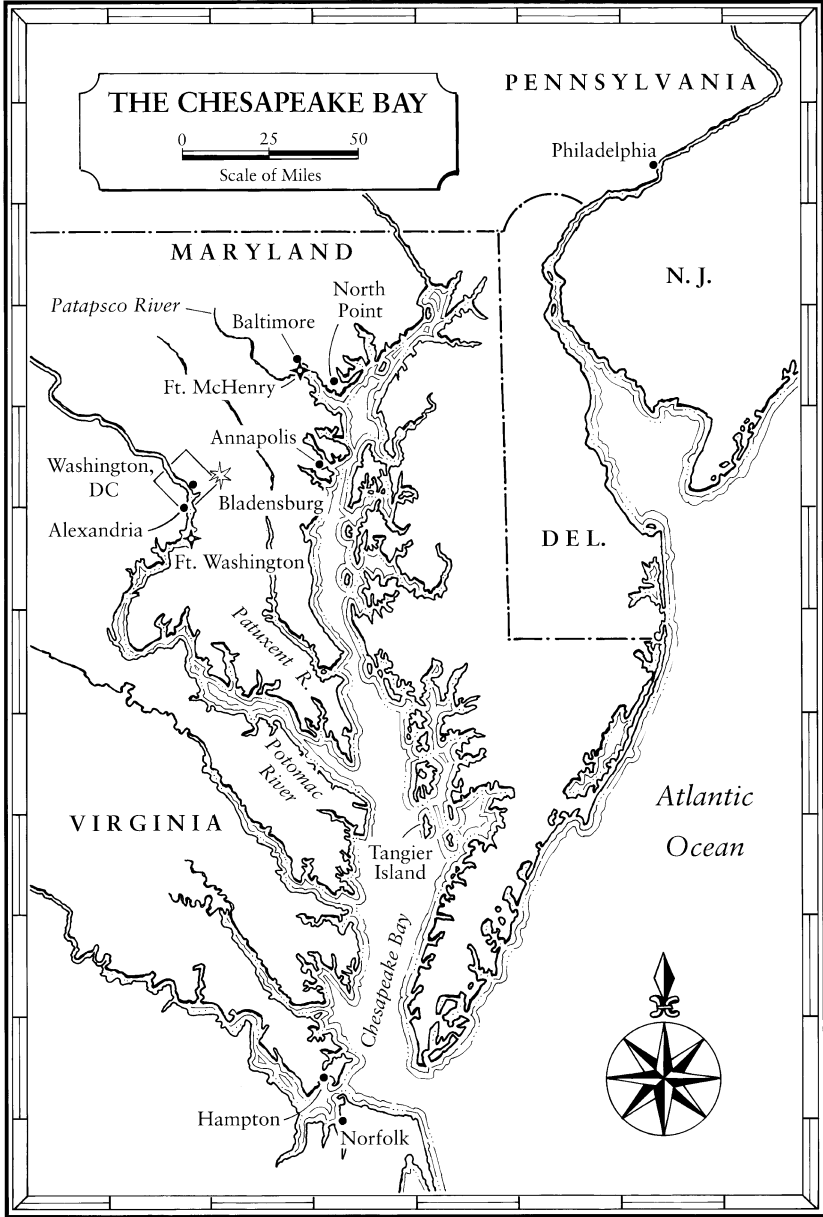 PENNSYLVANIA
THE CHESAPEAKE BAY
0 25 50
Scale of Miles
Philadelphia
MARYLAND
N. J.
Patapsco River
North
Point
Baltimore
Ft. McHenry
Annapolis
Washington,
DC
Bladensburg
Alexandria
DEL.
Ft. Washington
Patuxent R.
Potomac
River
Atlantic
Ocean
VIRGINIA
Tangier
Island
Chesapeake Bay
Hampton
Norfolk